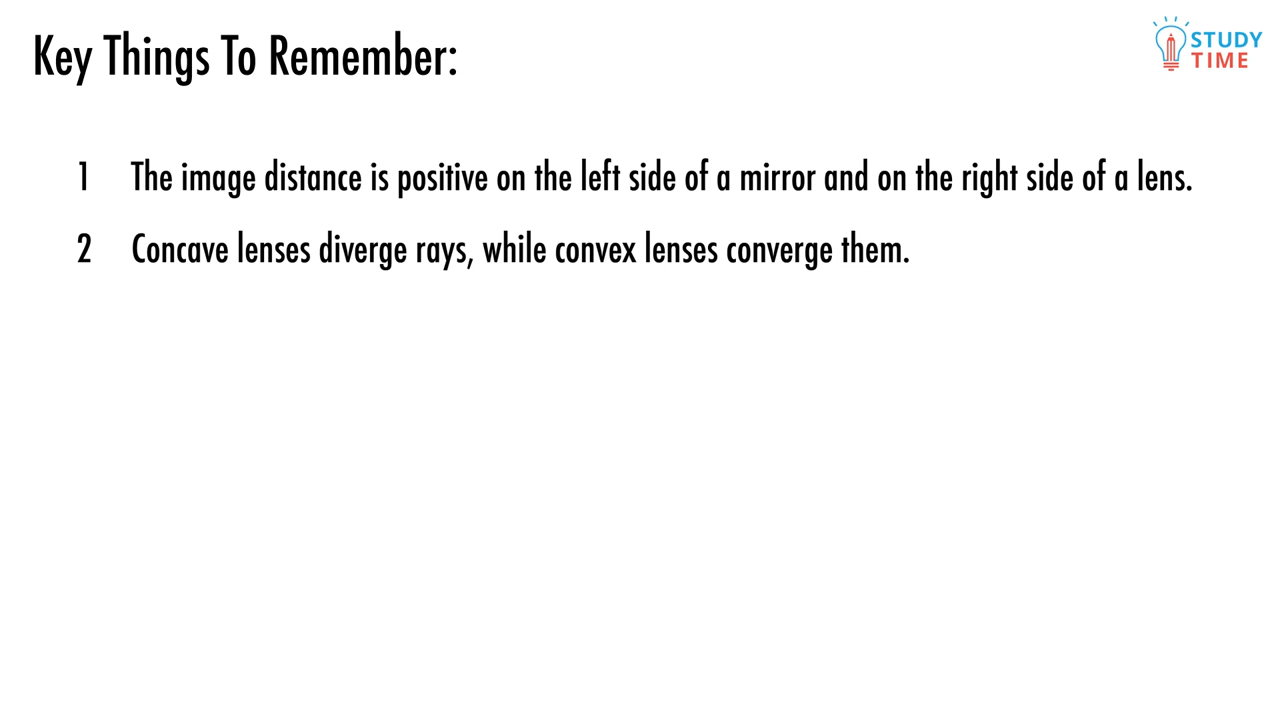 Key Things To Remember:
STUDY
TIME
1 The image distance is positive on the left side of a mirror and on the right side of a lens.
2 Concave lenses diverge rays, while convex lenses converge them.